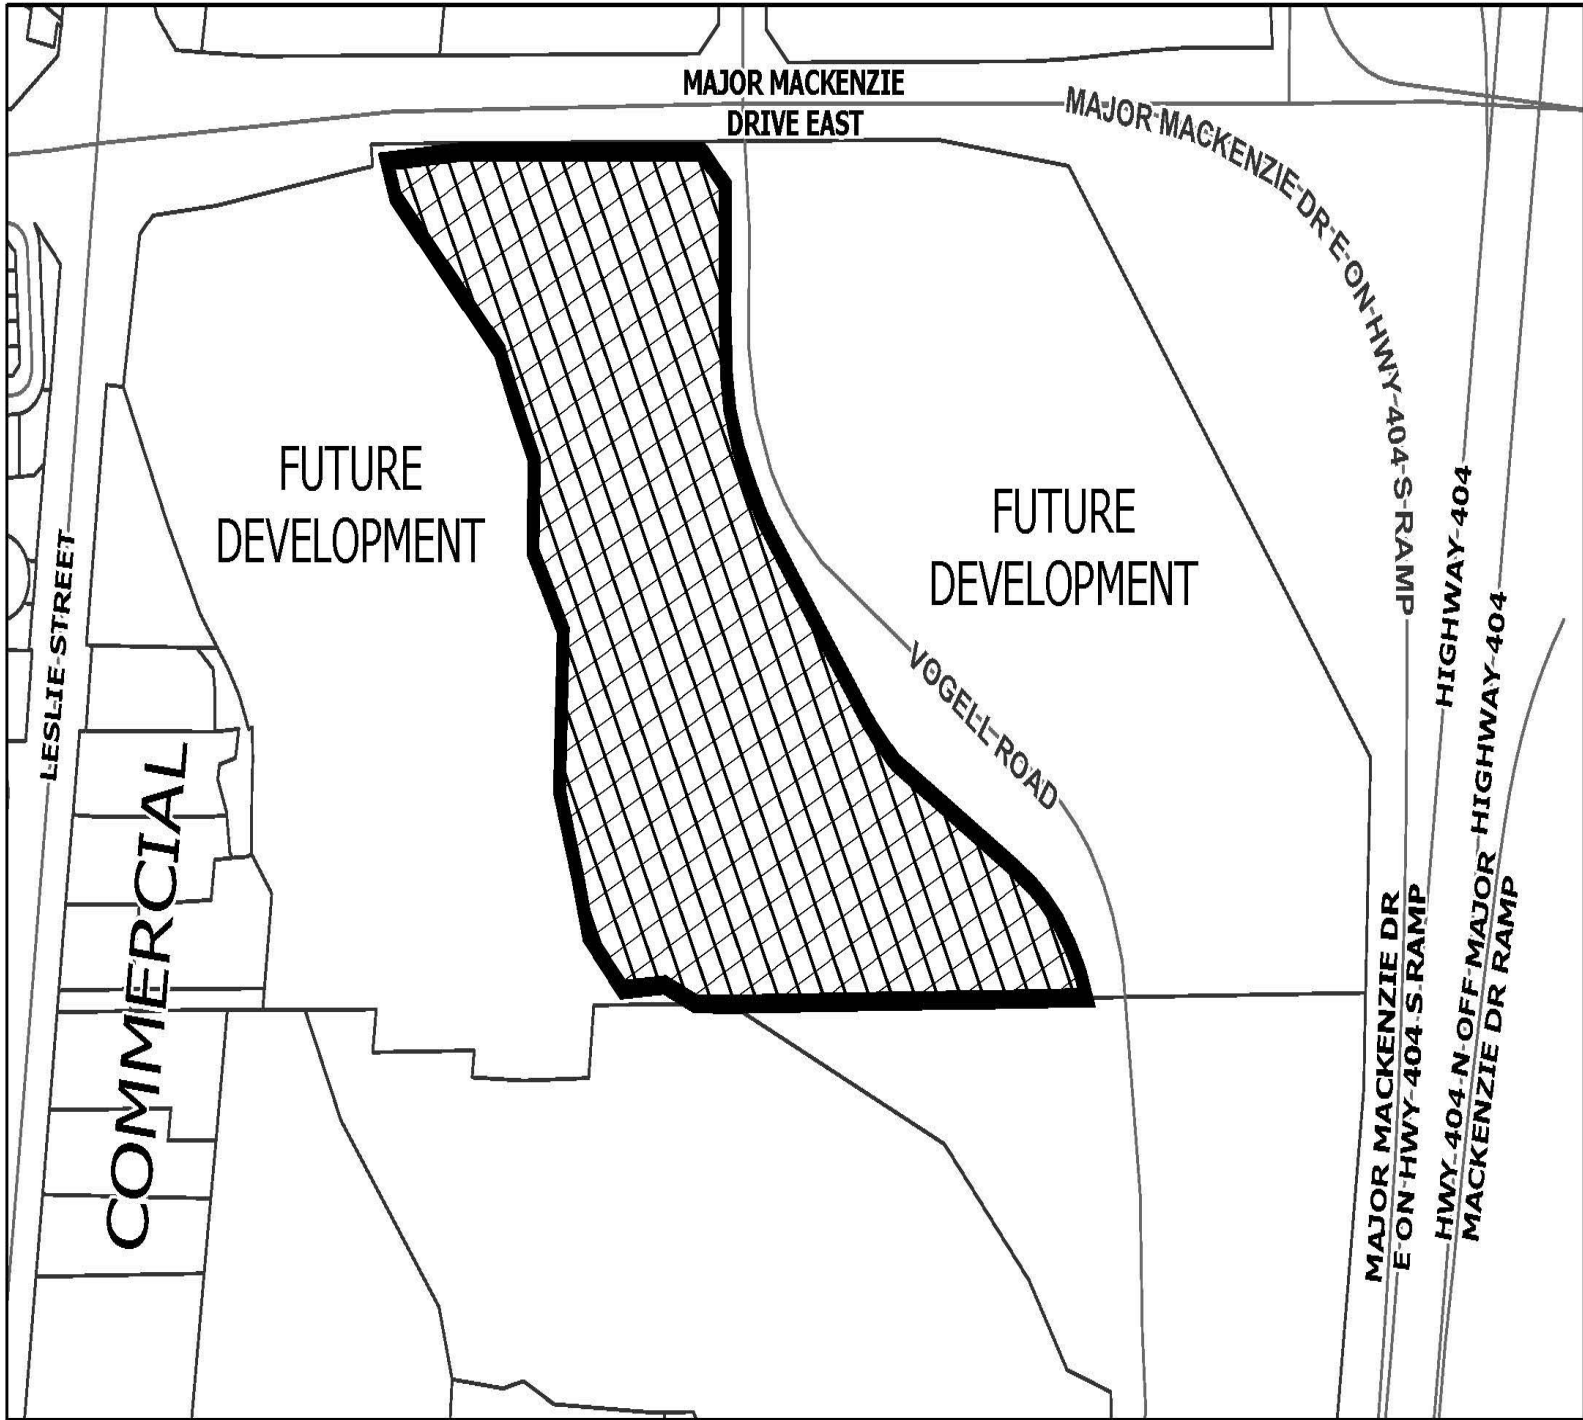 MAJOR MACKENZIE
DRIVE EAST
MAJOR-MACKENZIE-DR-E-ON-HWY-404-S-RAMP
FUTURE
DEVELOPMENT
FUTURE
DEVELOPMENT
LESLIE-STREET
VOGELL-ROAD
HIGHWAY-404
HIGHWAY-404
COMMERCIAL
MAJOR MACKENZIE DR
E-ON-HWY-404-S-RAMP
HWY-404-N-OFF-MAJOR
MACKENZIE DR RAMP